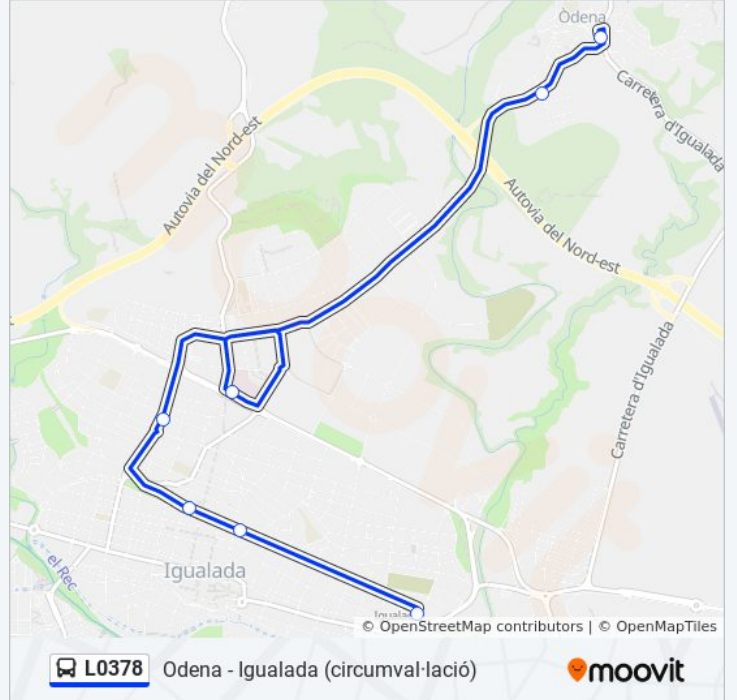 Òdena
Carretera d'Igualada
Autovia del Nord-est
Autovia del Nord-est
Carretera d'Igualada
el Rec
Igualada
Igualad
© OpenStreetMap contributors | © OpenMapTiles
L0378 Odena - Igualada (circumval·lació) moovit